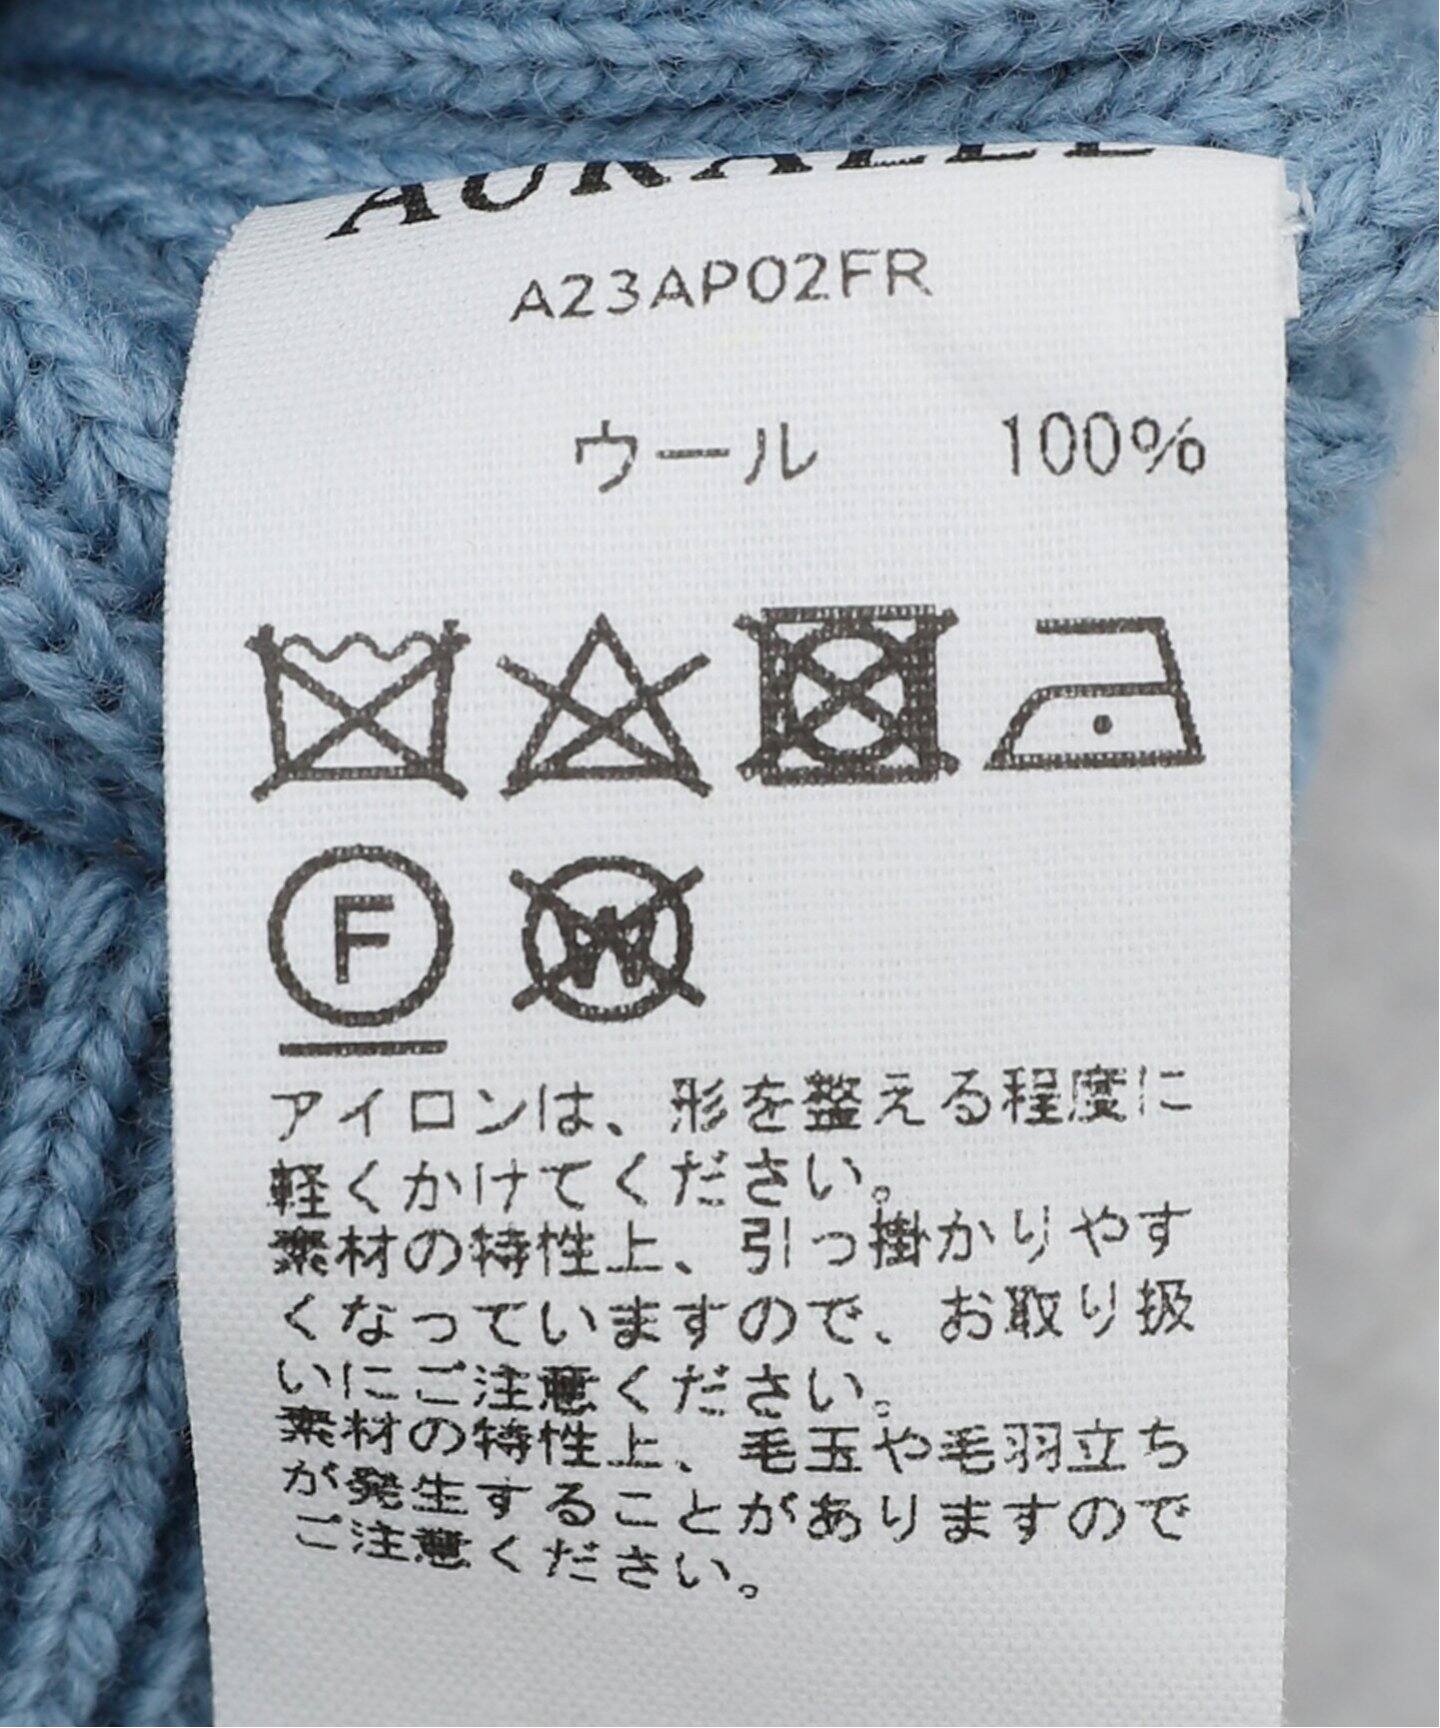 AURALEE
A23AP02FR
ウール 100%
F
W
アイロンは、形を整える程度に
軽くかけてください。
素材の特性上、引っ掛かりやす
くなっていますので、お取り扱
いにご注意ください。
素材の特性上、毛玉や毛羽立ち
が発生することがありますので
ご注意ください。